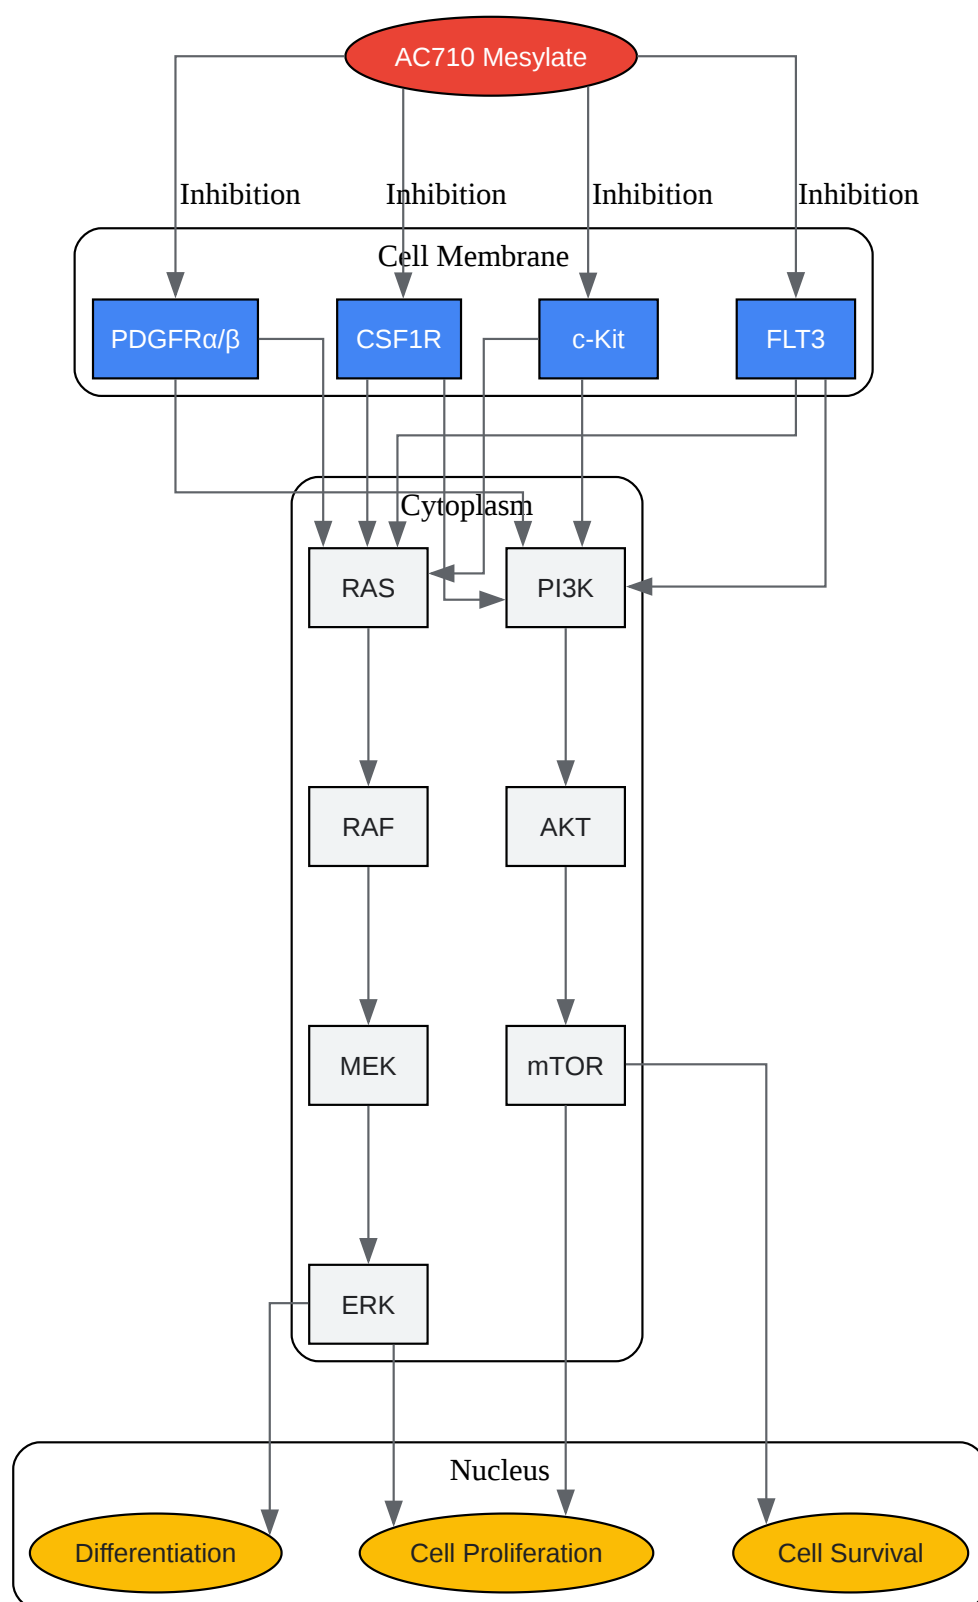 AC710 Mesylate
Inhibition
Inhibition
Inhibition
Inhibition
Cell Membrane
PDGFRα/β
CSF1R
c-Kit
FLT3
Cytoplasm
RAS
PI3K
RAF
AKT
MEK
mTOR
ERK
Nucleus
Differentiation
Cell Proliferation
Cell Survival